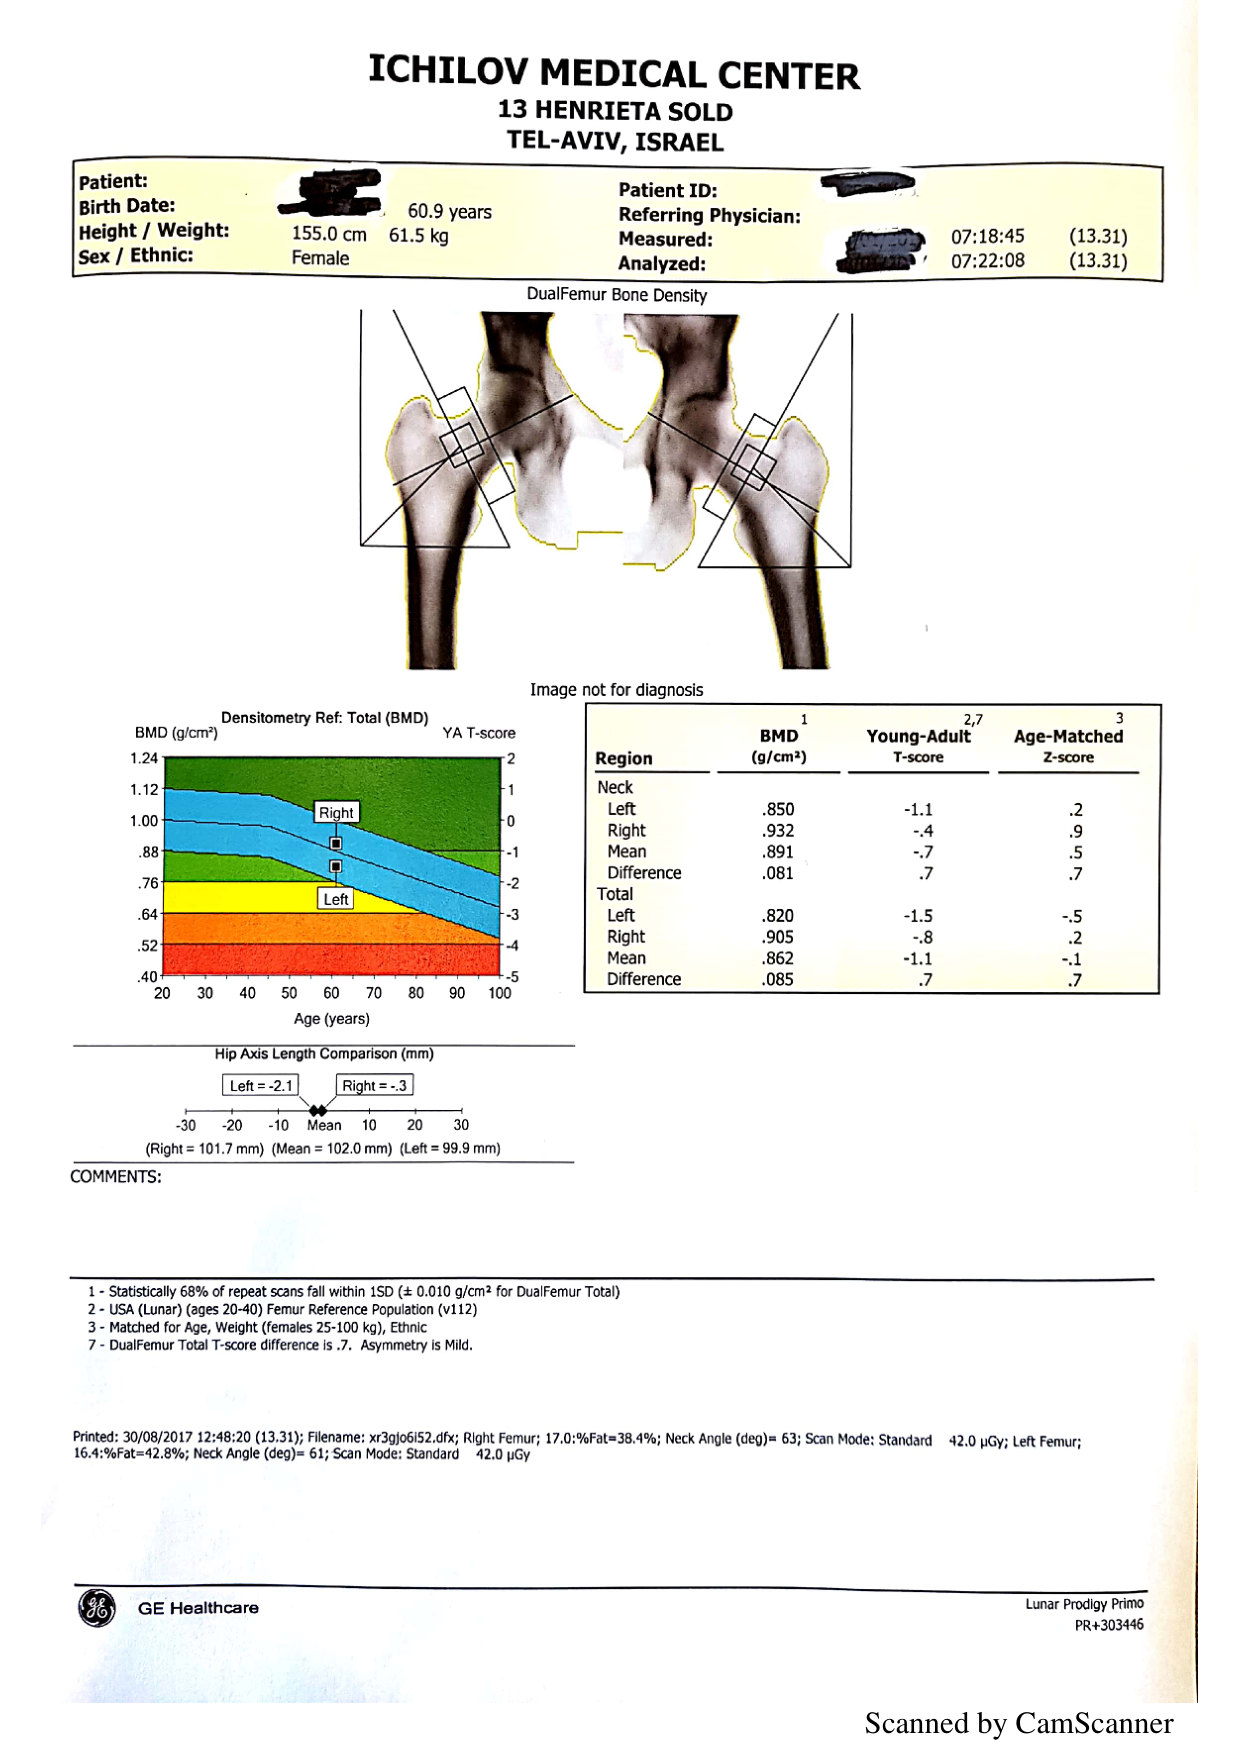 ICHILOV MEDICAL CENTER
13 HENRIETA SOLD
TEL-AVIV, ISRAEL
Patient:
Birth Date: 60.9 years
Height / Weight: 155.0 cm 61.5 kg
Sex / Ethnic: Female
Patient ID:
Referring Physician:
Measured: 07:18:45 (13.31)
Analyzed: 07:22:08 (13.31)
DualFemur Bone Density
Image not for diagnosis
Densitometry Ref: Total (BMD)
BMD (g/cm²) YA T-score
1.24 2
1.12 1
1.00 0
.88 -1
.76 -2
.64 -3
.52 -4
.40 -5
Right
Left
20 30 40 50 60 70 80 90 100
Age (years)
1 2,7 3
BMD Young-Adult Age-Matched
Region (g/cm²) T-score Z-score
Neck
Left .850 -1.1 .2
Right .932 -.4 .9
Mean .891 -.7 .5
Difference .081 .7 .7
Total
Left .820 -1.5 -.5
Right .905 -.8 .2
Mean .862 -1.1 -.1
Difference .085 .7 .7
Hip Axis Length Comparison (mm)
Left = -2.1 Right = -.3
-30 -20 -10 Mean 10 20 30
(Right = 101.7 mm) (Mean = 102.0 mm) (Left = 99.9 mm)
COMMENTS:
1 - Statistically 68% of repeat scans fall within 1SD (± 0.010 g/cm² for DualFemur Total)
2 - USA (Lunar) (ages 20-40) Femur Reference Population (v112)
3 - Matched for Age, Weight (females 25-100 kg), Ethnic
7 - DualFemur Total T-score difference is .7. Asymmetry is Mild.
Printed: 30/08/2017 12:48:20 (13.31); Filename: xr3gjo6i52.dfx; Right Femur; 17.0:%Fat=38.4%; Neck Angle (deg)= 63; Scan Mode: Standard 42.0 µGy; Left Femur;
16.4:%Fat=42.8%; Neck Angle (deg)= 61; Scan Mode: Standard 42.0 µGy
GE
GE Healthcare
Lunar Prodigy Primo
PR+303446
Scanned by CamScanner